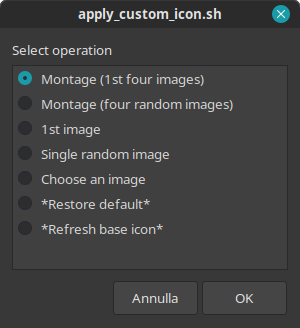 apply_custom_icon.sh
Select operation
Montage (1st four images)
Montage (four random images)
1st image
Single random image
Choose an image
*Restore default*
*Refresh base icon*
Annulla OK